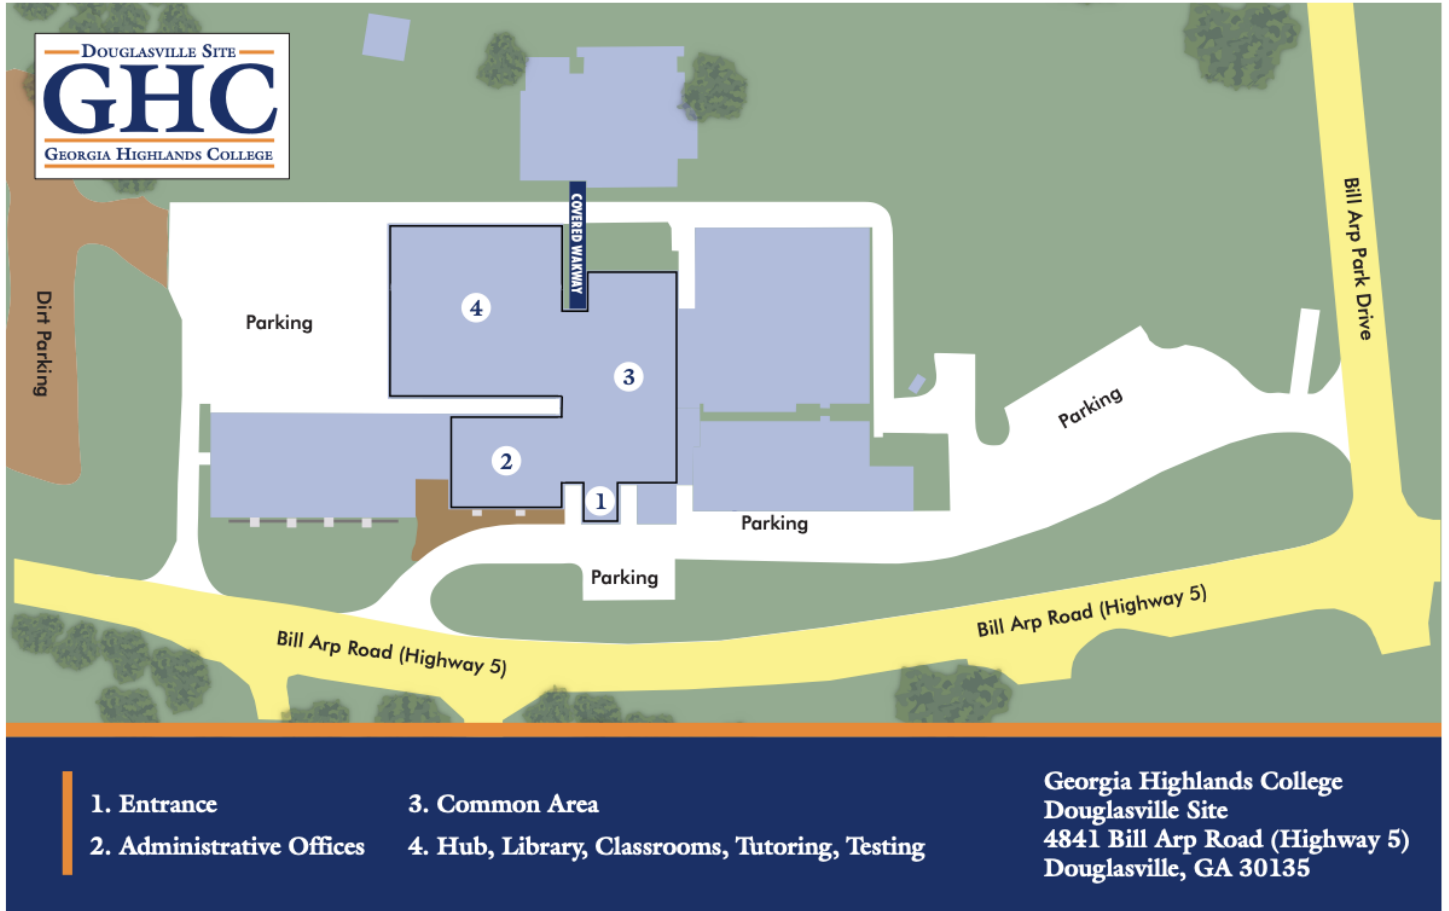 DOUGLASVILLE SITE
GHC
GEORGIA HIGHLANDS COLLEGE
COVERED WAKWAY
Bill Arp Park Drive
Dirt Parking
Parking
4
3
Parking
2
1
Parking
Parking
Bill Arp Road (Highway 5)
Bill Arp Road (Highway 5)
1. Entrance
2. Administrative Offices
3. Common Area
4. Hub, Library, Classrooms, Tutoring, Testing
Georgia Highlands College
Douglasville Site
4841 Bill Arp Road (Highway 5)
Douglasville, GA 30135